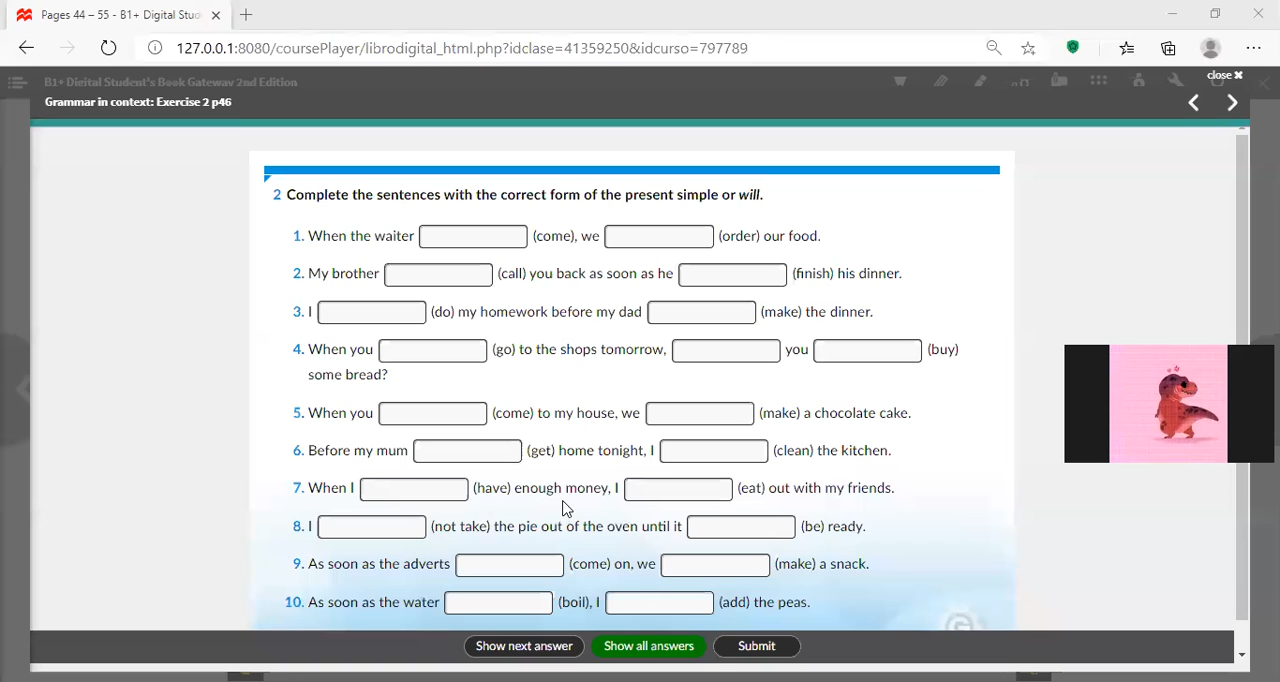 Pages 44 – 55 - B1+ Digital Stud
127.0.0.1:8080/coursePlayer/librodigital_html.php?idclase=41359250&idcurso=797789
B1+ Digital Student's Book Gateway 2nd Edition
close ✖
Grammar in context: Exercise 2 p46
2 Complete the sentences with the correct form of the present simple or will.
1. When the waiter (come), we (order) our food.
2. My brother (call) you back as soon as he (finish) his dinner.
3. I (do) my homework before my dad (make) the dinner.
4. When you (go) to the shops tomorrow, you (buy)
some bread?
5. When you (come) to my house, we (make) a chocolate cake.
6. Before my mum (get) home tonight, I (clean) the kitchen.
7. When I (have) enough money, I (eat) out with my friends.
8. I (not take) the pie out of the oven until it (be) ready.
9. As soon as the adverts (come) on, we (make) a snack.
10. As soon as the water (boil), I (add) the peas.
Show next answer Show all answers Submit